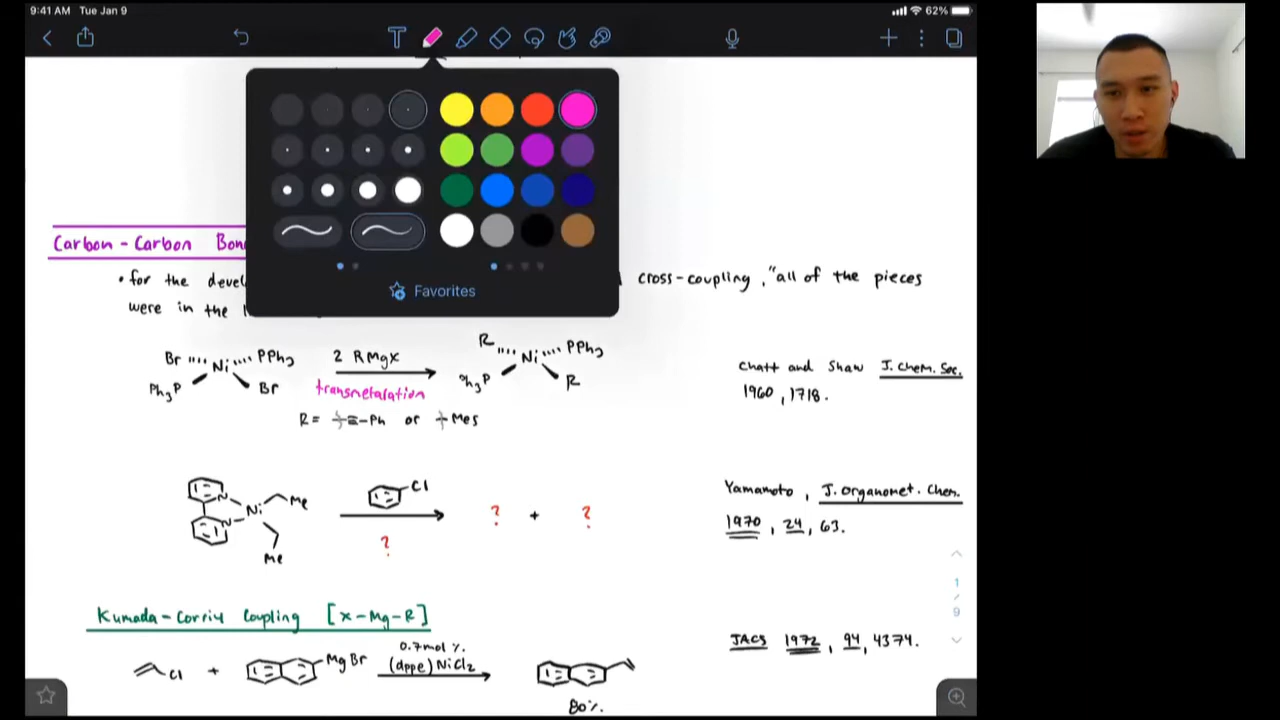 9:41 AM Tue Jan 9
62%
T
Favorites
Carbon-Carbon Bon
• for the devel cross-coupling, "all of the pieces
were in the l
Br Ni PPh3
Ph3P Br
2 RMgX
transmetalation
R = ≡-Ph or Mes
R Ni PPh3
Ph3P R
Chatt and Shaw J. Chem. Soc.
1960, 1718.
N Ni Me
N
Me
Cl
?
? + ?
Yamamoto, J. Organomet. Chem.
1970, 24, 63.
1
/
9
Kumada-Corriu Coupling [X-Mg-R]
JACS 1972, 94, 4374.
Cl + MgBr
0.7 mol %
(dppe)NiCl2
80%